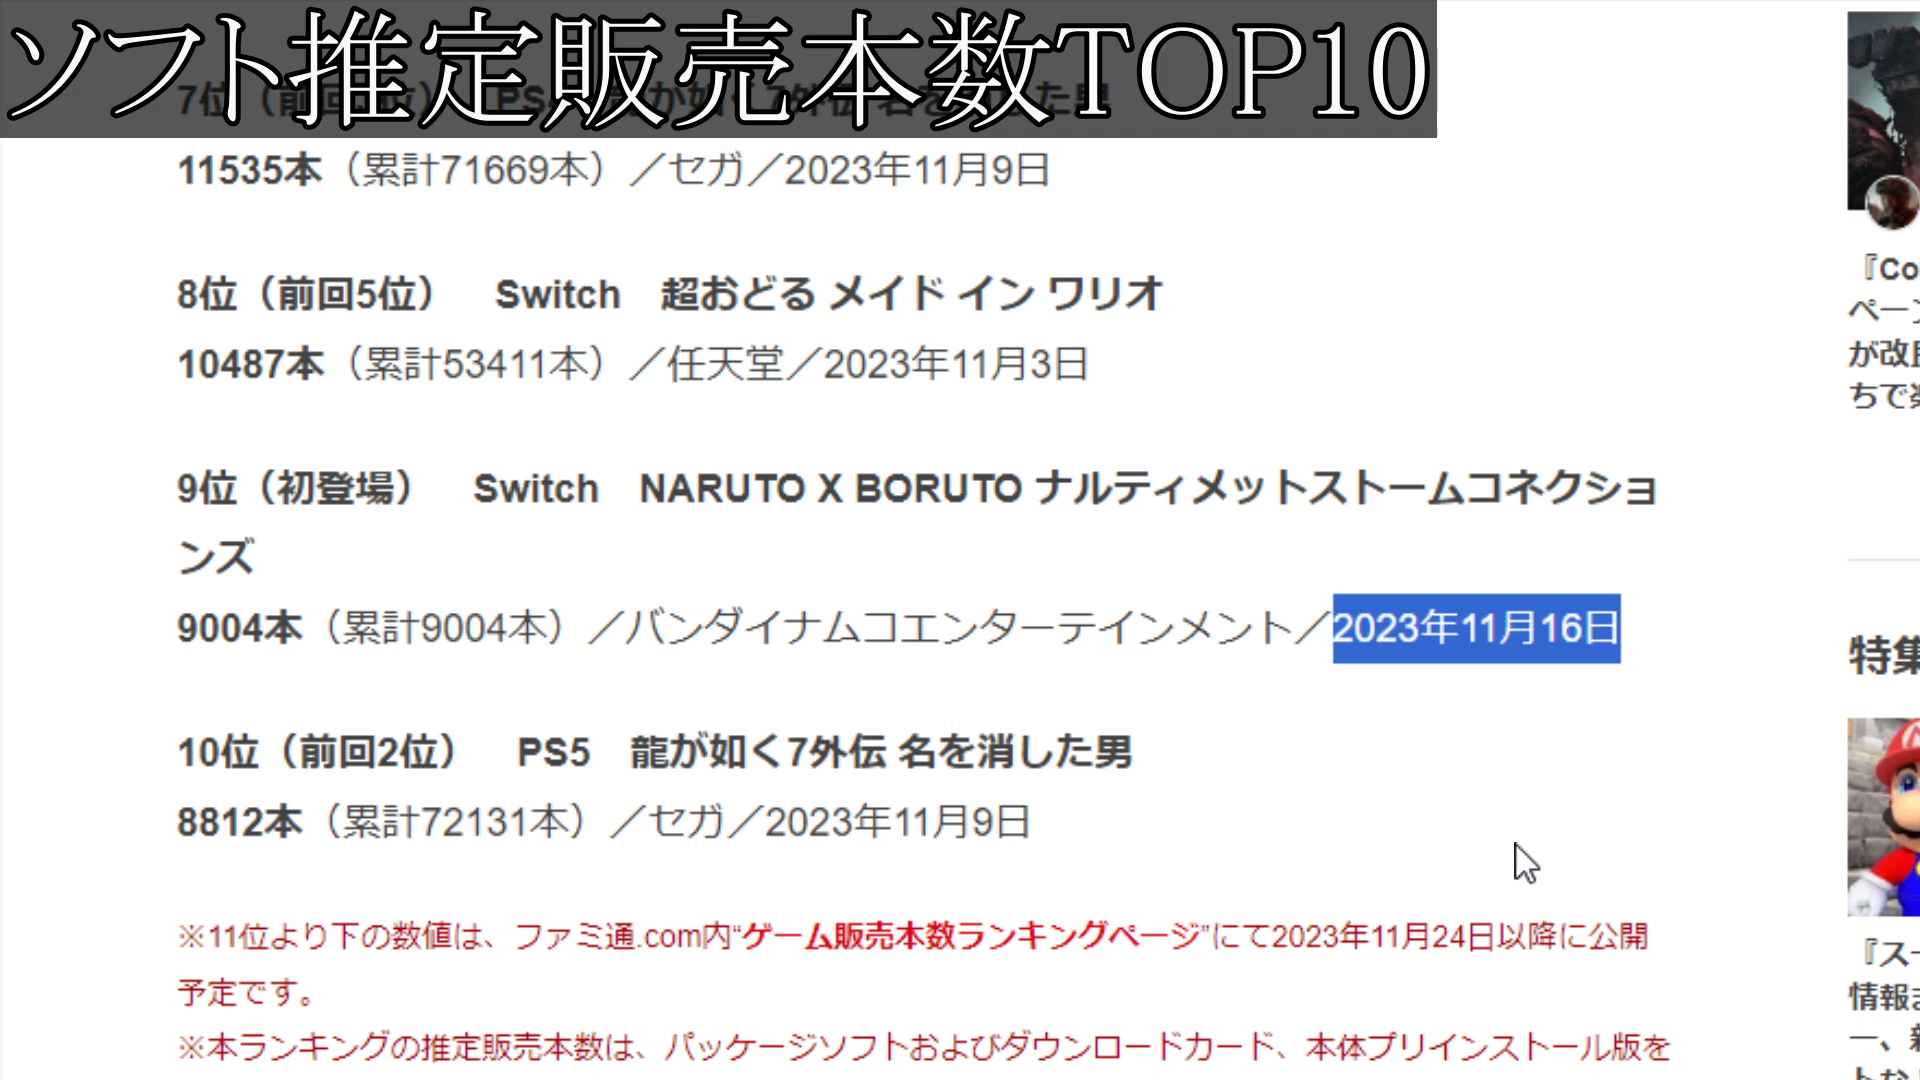 ソフト推定販売本数TOP10
11535本（累計71669本）／セガ／2023年11月9日
8位（前回5位）　Switch　超おどる メイド イン ワリオ
10487本（累計53411本）／任天堂／2023年11月3日
9位（初登場）　Switch　NARUTO X BORUTO ナルティメットストームコネクショ
ンズ
9004本（累計9004本）／バンダイナムコエンターテインメント／2023年11月16日
10位（前回2位）　PS5　龍が如く7外伝 名を消した男
8812本（累計72131本）／セガ／2023年11月9日
※11位より下の数値は、ファミ通.com内“ゲーム販売本数ランキングページ”にて2023年11月24日以降に公開
予定です。
※本ランキングの推定販売本数は、パッケージソフトおよびダウンロードカード、本体プリインストール版を
『Co
ペー
が改
ちで
特集
『ス
情報